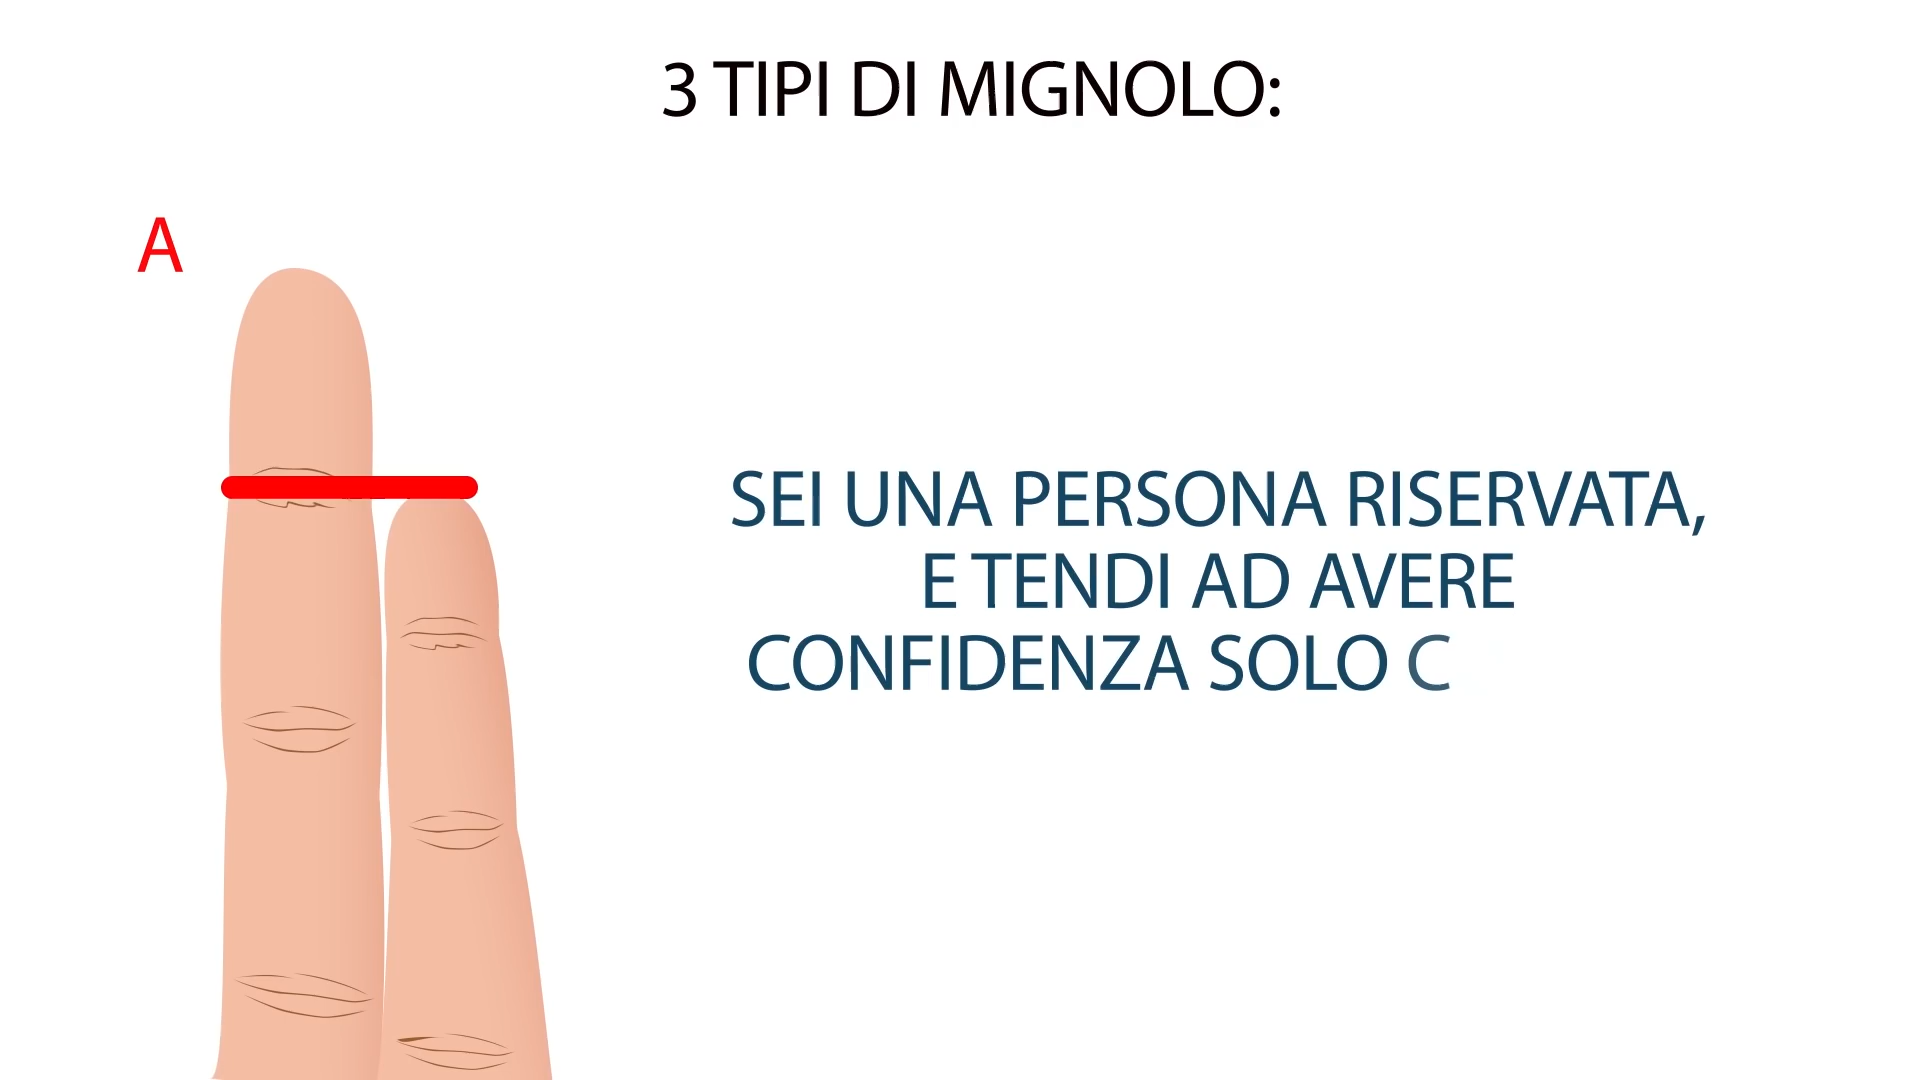 3 TIPI DI MIGNOLO:
A
SEI UNA PERSONA RISERVATA,
E TENDI AD AVERE
CONFIDENZA SOLO C